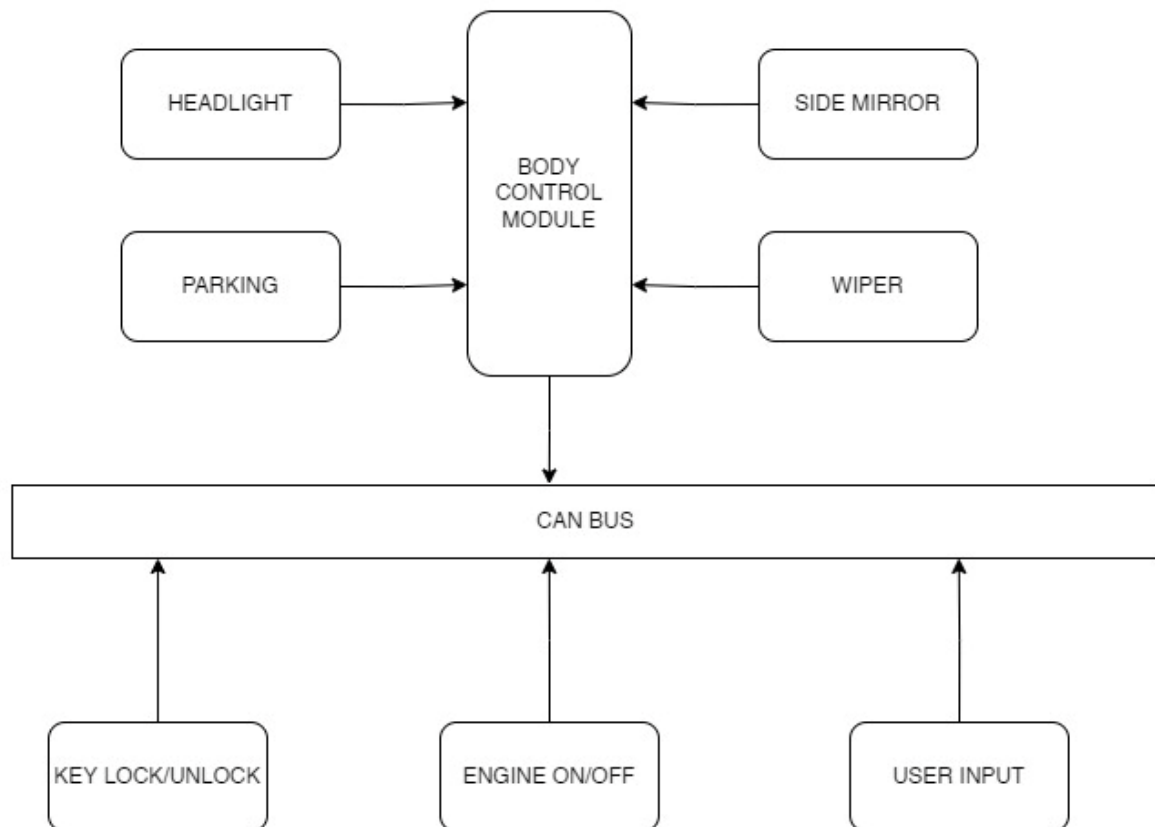 HEADLIGHT
BODY
CONTROL
MODULE
SIDE MIRROR
PARKING
WIPER
CAN BUS
KEY LOCK/UNLOCK
ENGINE ON/OFF
USER INPUT